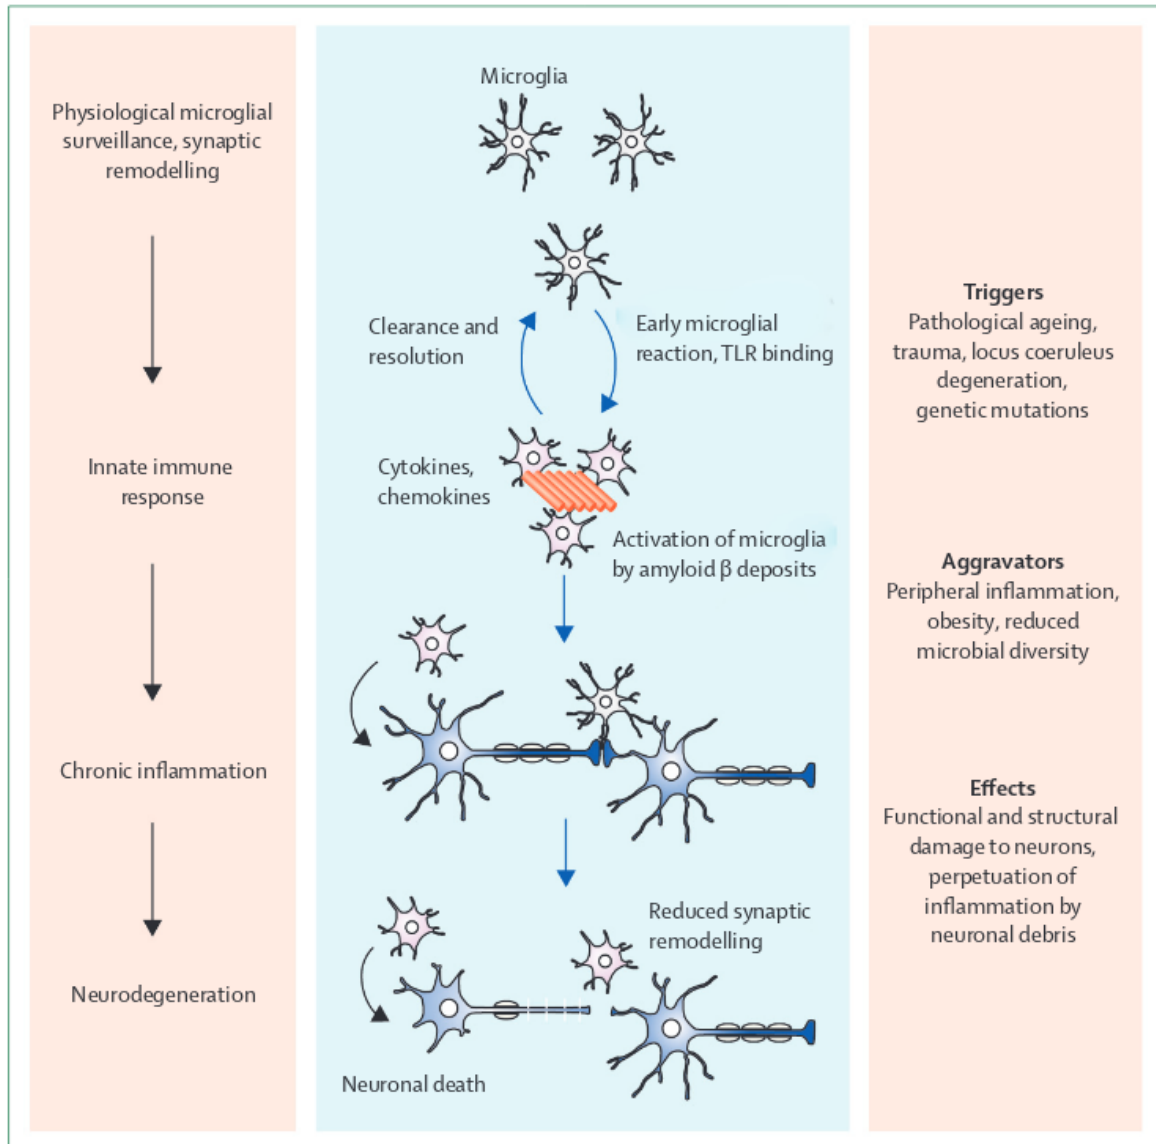 Physiological microglial
surveillance, synaptic
remodelling
Innate immune
response
Chronic inflammation
Neurodegeneration
Microglia
Clearance and
resolution
Early microglial
reaction, TLR binding
Cytokines,
chemokines
Activation of microglia
by amyloid β deposits
Reduced synaptic
remodelling
Neuronal death
Triggers
Pathological ageing,
trauma, locus coeruleus
degeneration,
genetic mutations
Aggravators
Peripheral inflammation,
obesity, reduced
microbial diversity
Effects
Functional and structural
damage to neurons,
perpetuation of
inflammation by
neuronal debris